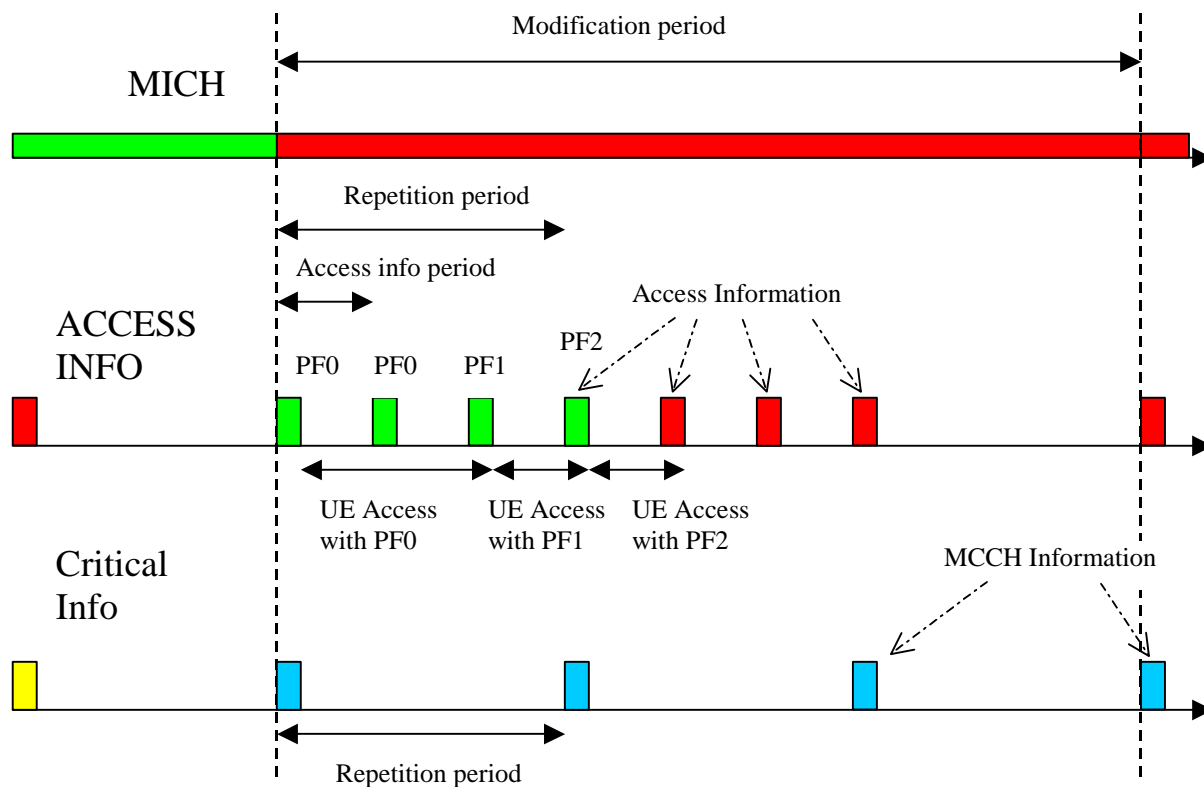 Modification period
MICH
Repetition period
Access info period
Access Information
ACCESS
INFO
PF0
PF0
PF1
PF2
UE Access
with PF0
UE Access
with PF1
UE Access
with PF2
Critical
Info
MCCH Information
Repetition period